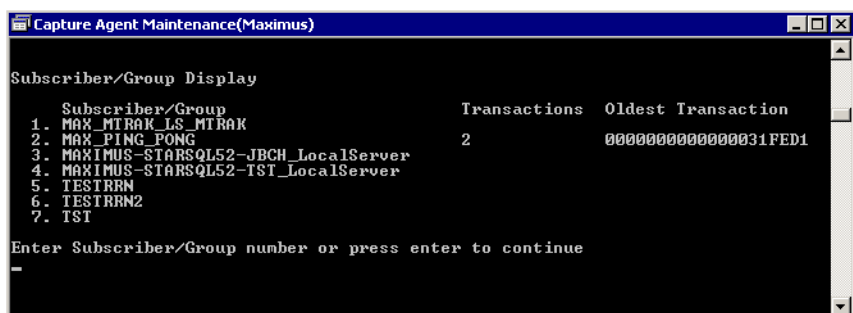 Capture Agent Maintenance(Maximus)
Subscriber/Group Display
Subscriber/Group Transactions Oldest Transaction
1. MAX_MTRAK_LS_MTRAK
2. MAX_PING_PONG 2 0000000000000031FED1
3. MAXIMUS-STARSQL52-JBCH_LocalServer
4. MAXIMUS-STARSQL52-TST_LocalServer
5. TESTRRN
6. TESTRRN2
7. TST
Enter Subscriber/Group number or press enter to continue